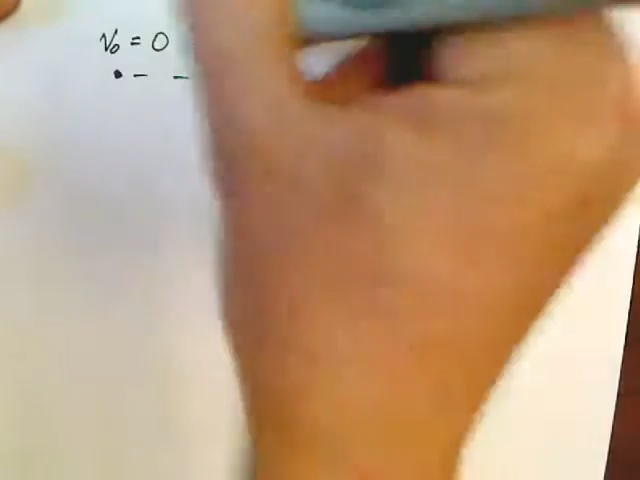 V₀ = 0